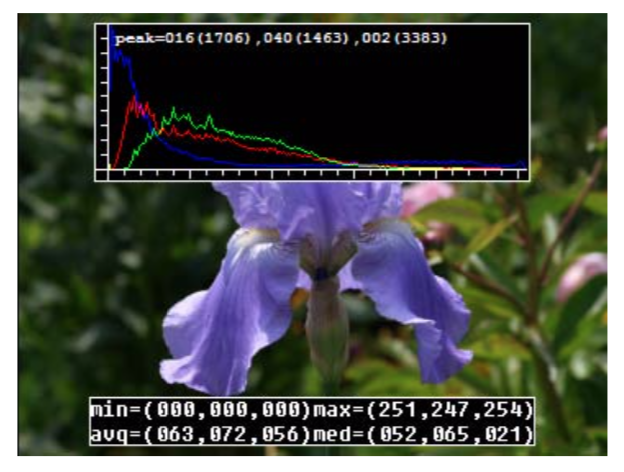 peak=016(1706),040(1463),002(3383)
min=(000,000,000)max=(251,247,254)
avg=(063,072,056)med=(052,065,021)